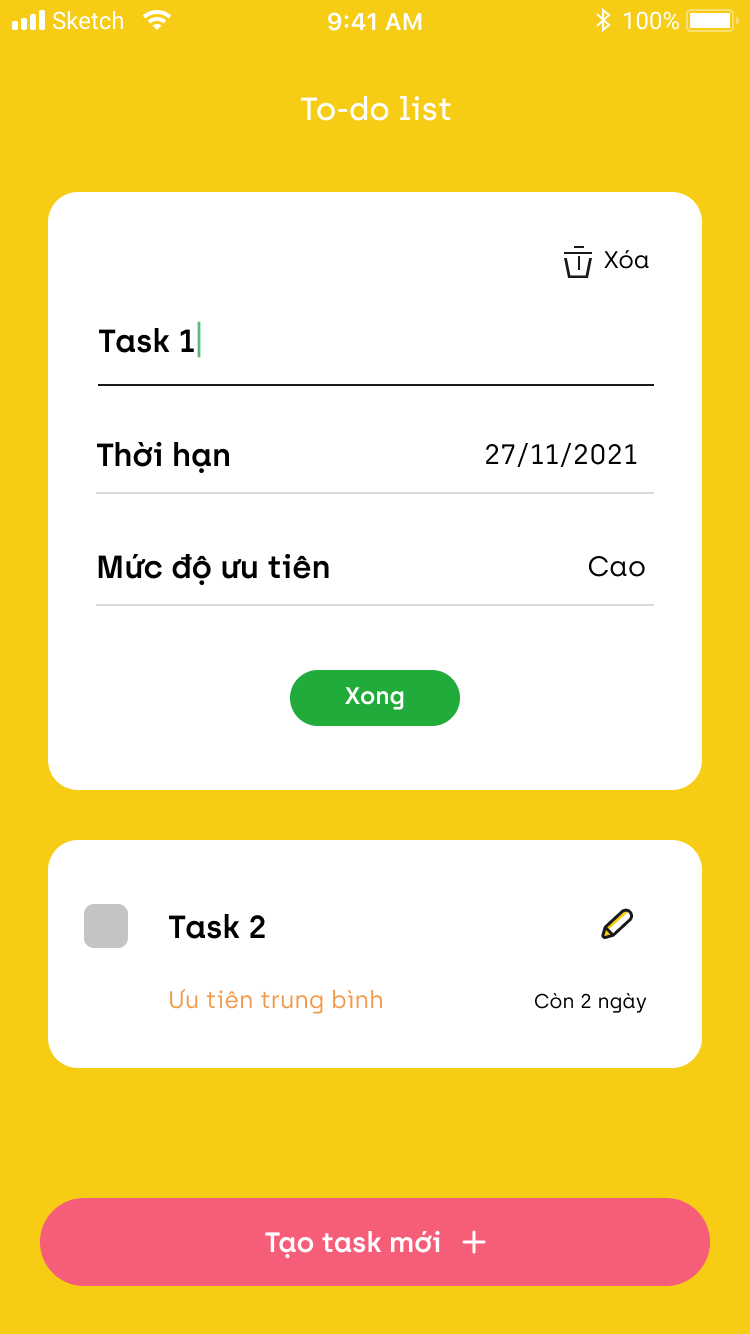 Sketch 9:41 AM 100%
To-do list
Xóa
Task 1
Thời hạn 27/11/2021
Mức độ ưu tiên Cao
Xong
Task 2
Ưu tiên trung bình Còn 2 ngày
Tạo task mới +